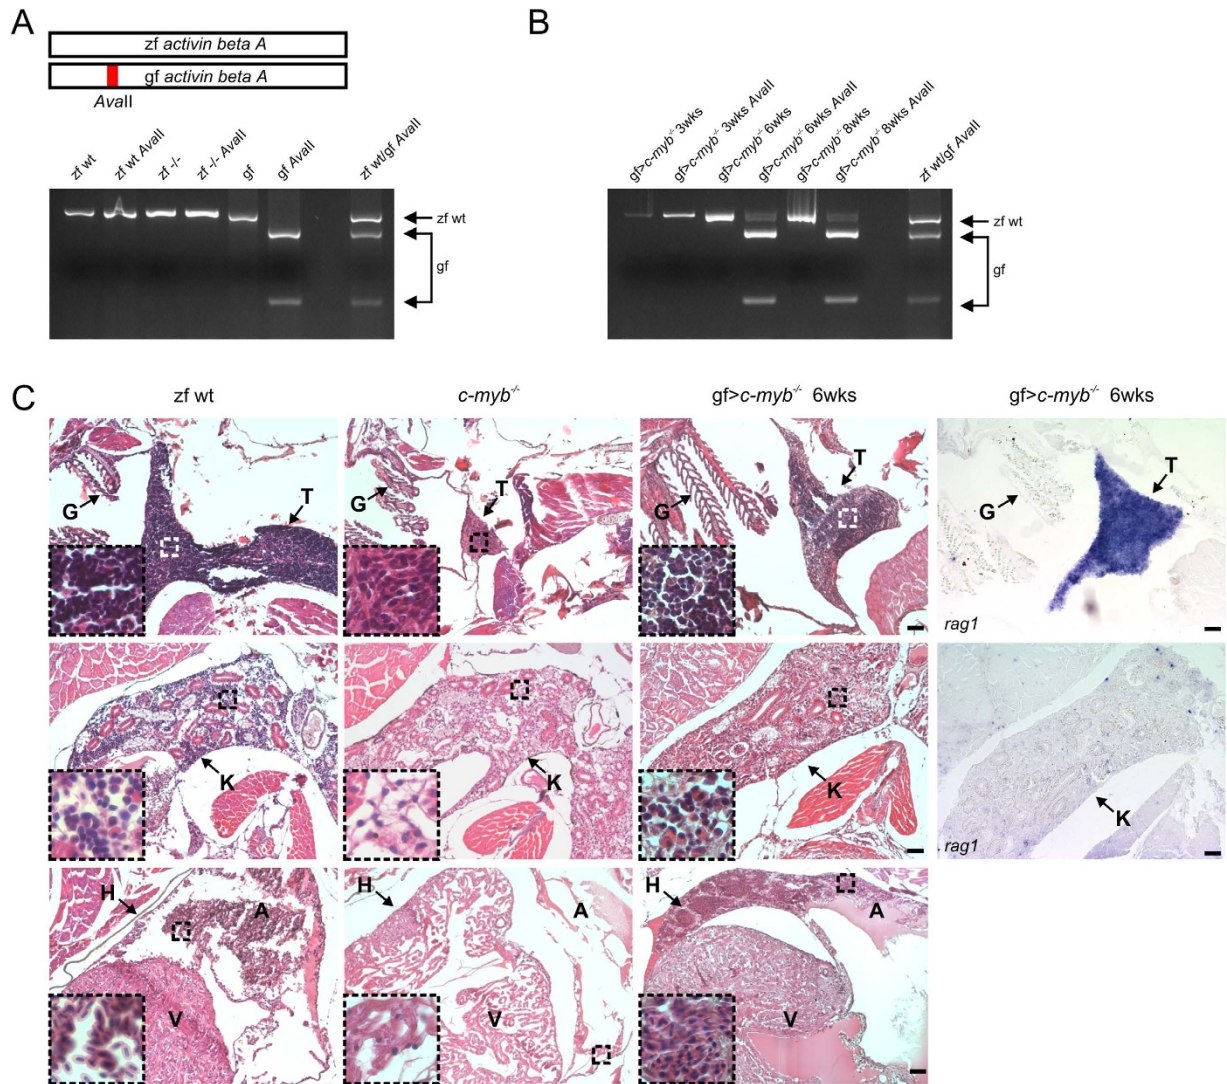 A
zf activin beta A
gf activin beta A
AvaII
zf wt
zf wt AvaII
zf -/-
zf -/- AvaII
gf
gf AvaII
zf wt/gf AvaII
zf wt
gf
B
gf>c-myb-/- 3wks
gf>c-myb-/- 3wks AvaII
gf>c-myb-/- 6wks
gf>c-myb-/- 6wks AvaII
gf>c-myb-/- 8wks
gf>c-myb-/- 8wks AvaII
zf wt/gf AvaII
zf wt
gf
C
zf wt
c-myb-/-
gf>c-myb-/- 6wks
gf>c-myb-/- 6wks
G
T
G
T
G
T
G
T
rag1
K
K
K
K
rag1
H
A
V
H
A
V
H
A
V